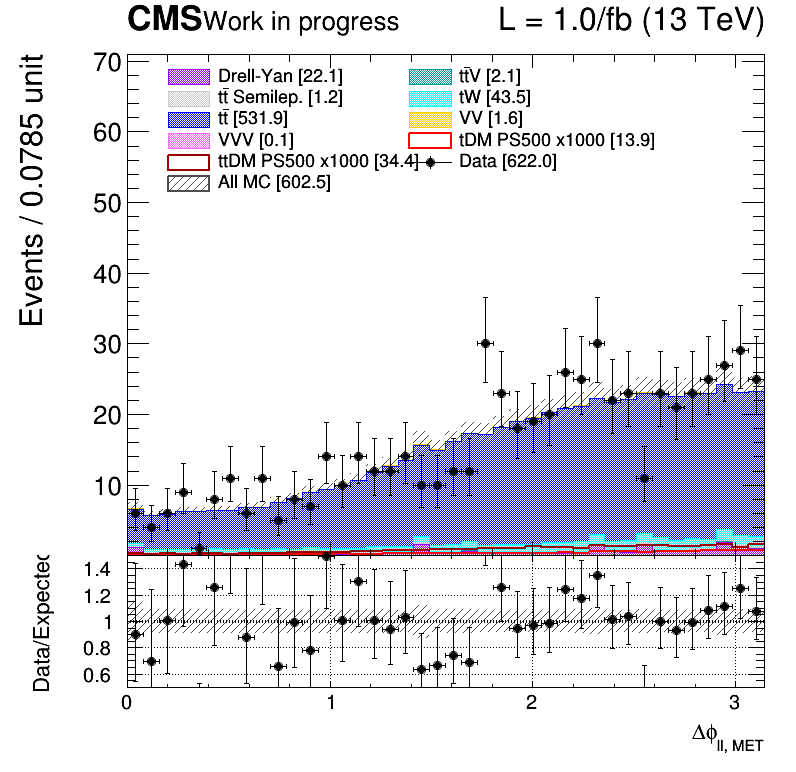 CMS Work in progress L = 1.0/fb (13 TeV)
Events / 0.0785 unit
70
60
50
40
30
20
10
Drell-Yan [22.1] tt̄V [2.1]
tt̄ Semilep. [1.2] tW [43.5]
tt̄ [531.9] VV [1.6]
VVV [0.1] tDM PS500 x1000 [13.9]
ttDM PS500 x1000 [34.4] Data [622.0]
All MC [602.5]
Data/Expected
1.4
1.2
1
0.8
0.6
0 1 2 3
Δϕll, MET